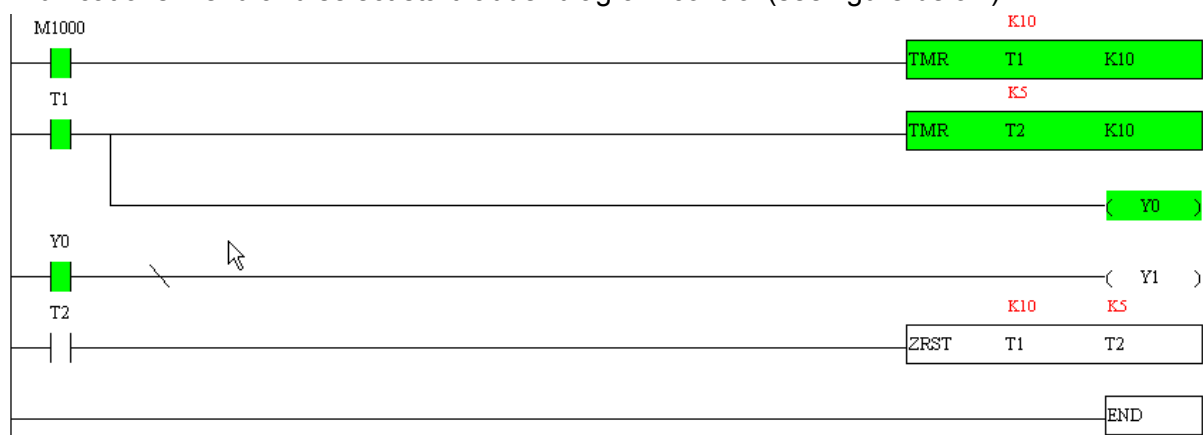 M1000
K10
TMR T1 K10
T1
K5
TMR T2 K10
( Y0 )
Y0
( Y1 )
T2
K10 K5
ZRST T1 T2
END